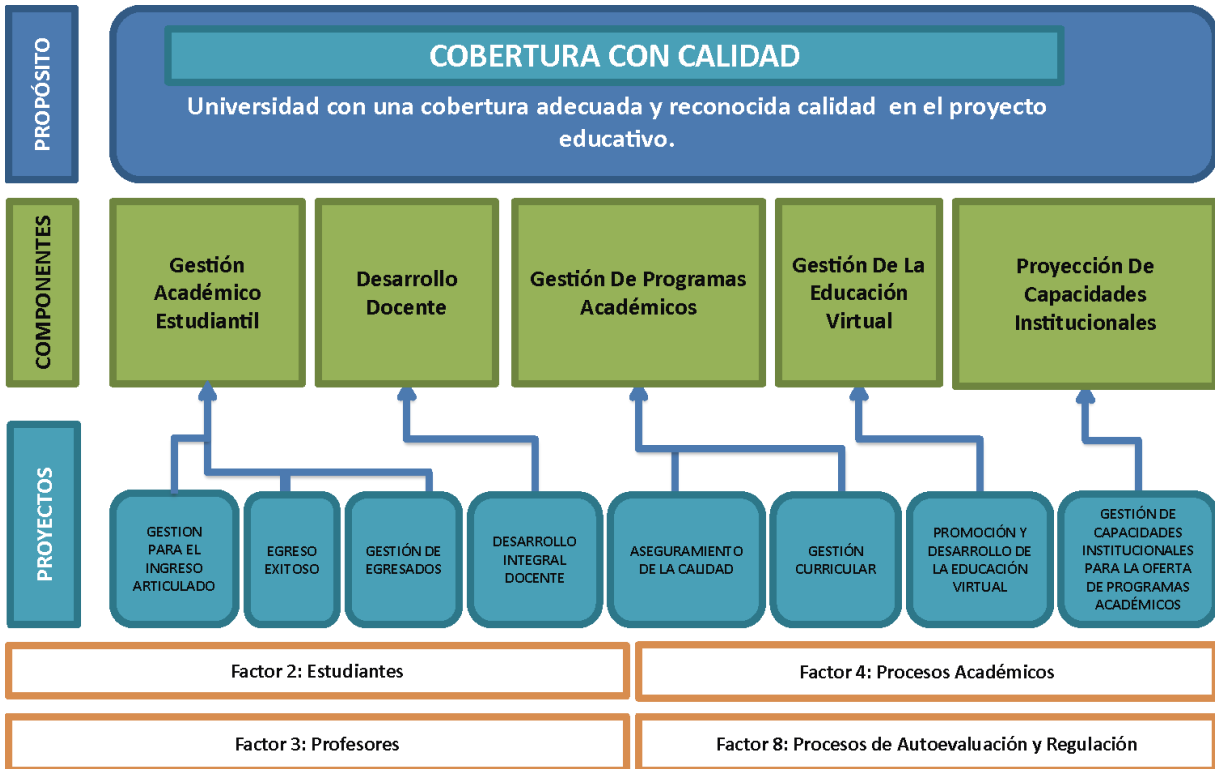 PROPÓSITO
COBERTURA CON CALIDAD
Universidad con una cobertura adecuada y reconocida calidad en el proyecto
educativo.
COMPONENTES
Gestión
Académico
Estudiantil
Desarrollo
Docente
Gestión De Programas
Académicos
Gestión De La
Educación
Virtual
Proyección De
Capacidades
Institucionales
PROYECTOS
GESTION
PARA EL
INGRESO
ARTICULADO
EGRESO
EXITOSO
GESTIÓN DE
EGRESADOS
DESARROLLO
INTEGRAL
DOCENTE
ASEGURAMIENTO
DE LA CALIDAD
GESTIÓN
CURRICULAR
PROMOCIÓN Y
DESARROLLO DE
LA EDUCACIÓN
VIRTUAL
GESTIÓN DE
CAPACIDADES
INSTITUCIONALES
PARA LA OFERTA
DE PROGRAMAS
ACADÉMICOS
Factor 2: Estudiantes
Factor 4: Procesos Académicos
Factor 3: Profesores
Factor 8: Procesos de Autoevaluación y Regulación